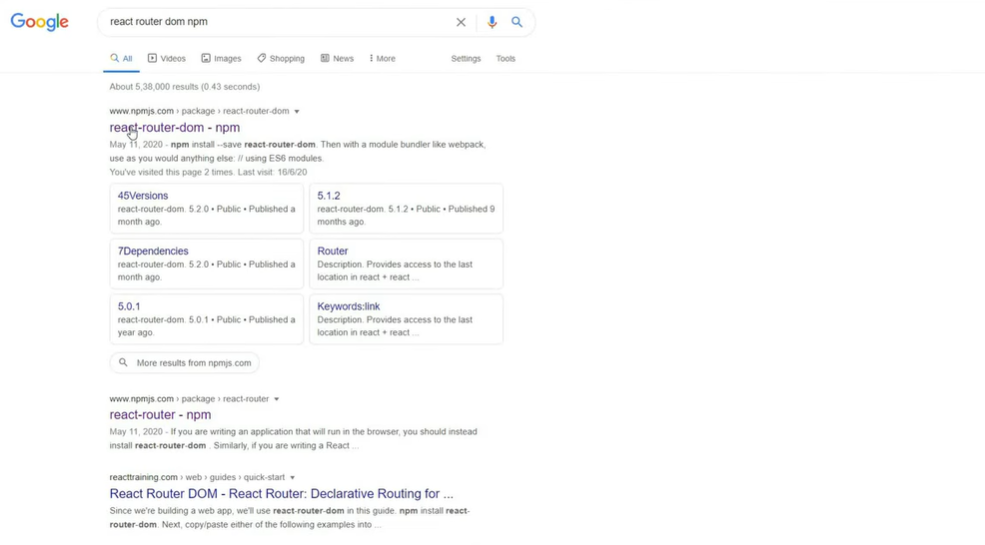 Google
react router dom npm
All Videos Images Shopping News More Settings Tools
About 5,38,000 results (0.43 seconds)
www.npmjs.com › package › react-router-dom
react-router-dom - npm
May 11, 2020 - npm install --save react-router-dom. Then with a module bundler like webpack,
use as you would anything else: // using ES6 modules.
You've visited this page 2 times. Last visit: 16/6/20
45Versions
react-router-dom. 5.2.0 • Public • Published a
month ago.
5.1.2
react-router-dom. 5.1.2 • Public • Published 9
months ago.
7Dependencies
react-router-dom. 5.2.0 • Public • Published a
month ago.
Router
Description. Provides access to the last
location in react + react ...
5.0.1
react-router-dom. 5.0.1 • Public • Published a
year ago.
Keywords:link
Description. Provides access to the last
location in react + react ...
More results from npmjs.com
www.npmjs.com › package › react-router
react-router - npm
May 11, 2020 - If you are writing an application that will run in the browser, you should instead
install react-router-dom . Similarly, if you are writing a React ...
reacttraining.com › web › guides › quick-start
React Router DOM - React Router: Declarative Routing for ...
Since we're building a web app, we'll use react-router-dom in this guide. npm install react-
router-dom. Next, copy/paste either of the following examples into ...